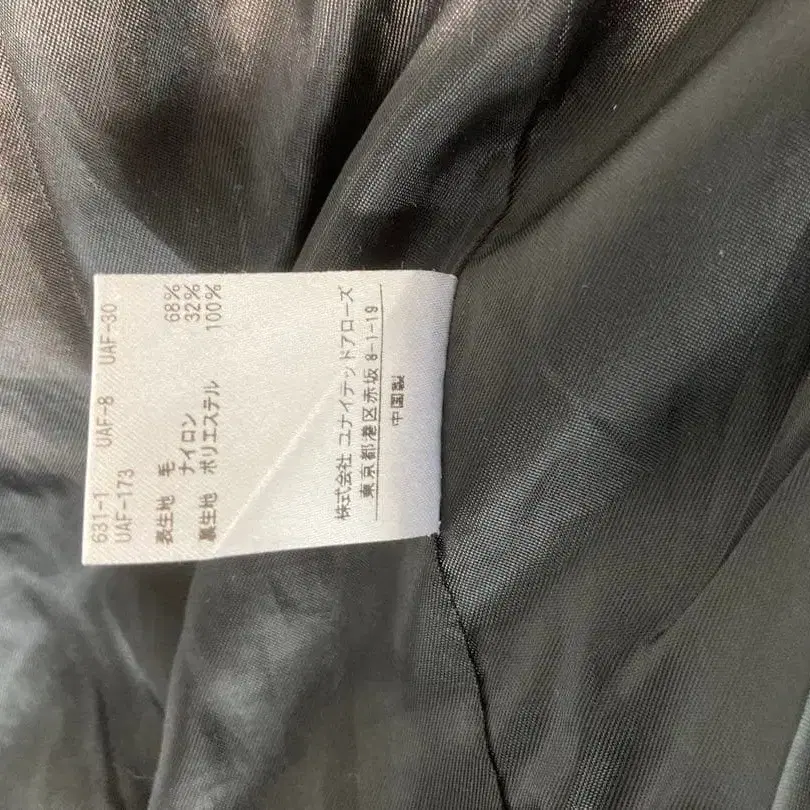 631-1 UAF-8 UAF-30
UAF-173
表生地 毛 68%
ナイロン 32%
裏生地 ポリエステル 100%
株式会社 ユナイテッドアローズ
東京都港区赤坂 8-1-19
中国製